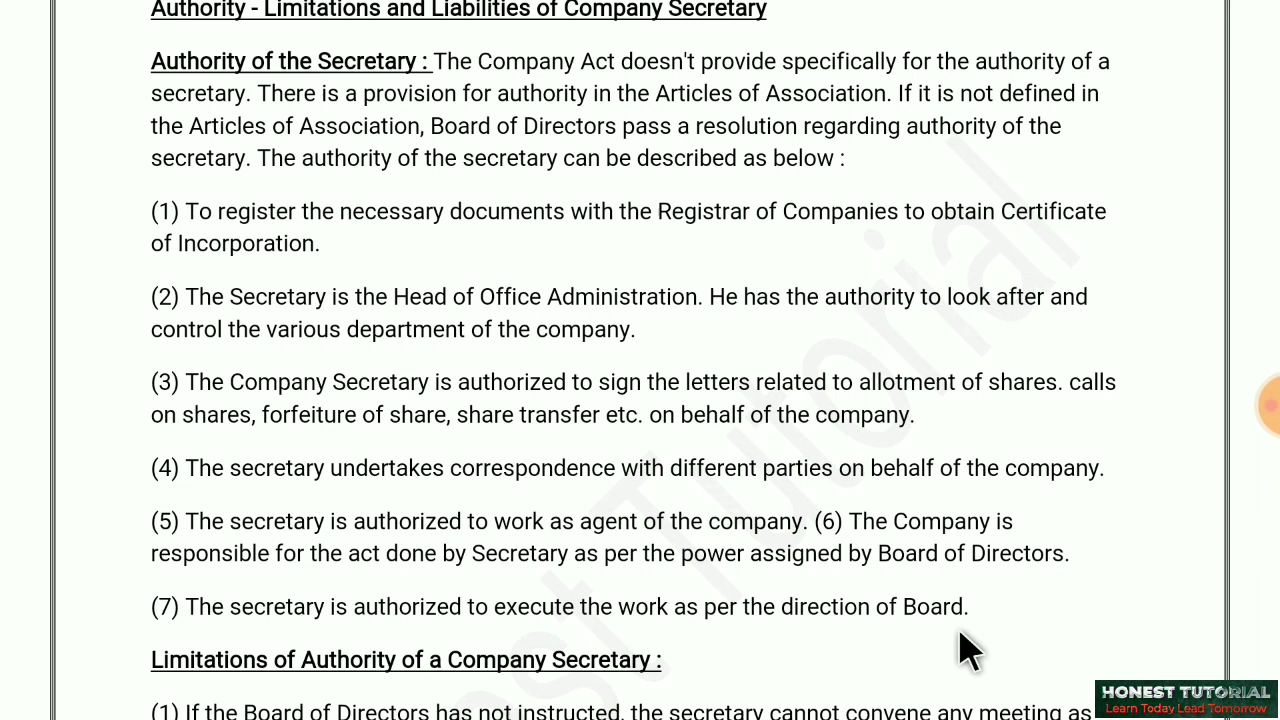 Authority - Limitations and Liabilities of Company Secretary
Authority of the Secretary : The Company Act doesn't provide specifically for the authority of a
secretary. There is a provision for authority in the Articles of Association. If it is not defined in
the Articles of Association, Board of Directors pass a resolution regarding authority of the
secretary. The authority of the secretary can be described as below :
(1) To register the necessary documents with the Registrar of Companies to obtain Certificate
of Incorporation.
(2) The Secretary is the Head of Office Administration. He has the authority to look after and
control the various department of the company.
(3) The Company Secretary is authorized to sign the letters related to allotment of shares. calls
on shares, forfeiture of share, share transfer etc. on behalf of the company.
(4) The secretary undertakes correspondence with different parties on behalf of the company.
(5) The secretary is authorized to work as agent of the company. (6) The Company is
responsible for the act done by Secretary as per the power assigned by Board of Directors.
(7) The secretary is authorized to execute the work as per the direction of Board.
Limitations of Authority of a Company Secretary :
(1) If the Board of Directors has not instructed, the secretary cannot convene any meeting as
est Tutorial
HONEST TUTORIAL
Learn Today Lead Tomorrow